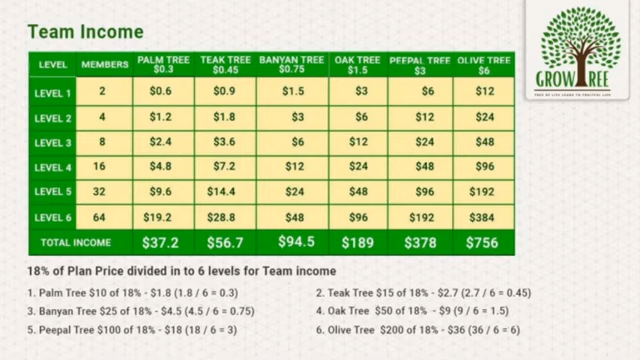 Team Income
LEVEL MEMBERS PALM TREE $0.3 TEAK TREE $0.45 BANYAN TREE $0.75 OAK TREE $1.5 PEEPAL TREE $3 OLIVE TREE $6
LEVEL 1 2 $0.6 $0.9 $1.5 $3 $6 $12
LEVEL 2 4 $1.2 $1.8 $3 $6 $12 $24
LEVEL 3 8 $2.4 $3.6 $6 $12 $24 $48
LEVEL 4 16 $4.8 $7.2 $12 $24 $48 $96
LEVEL 5 32 $9.6 $14.4 $24 $48 $96 $192
LEVEL 6 64 $19.2 $28.8 $48 $96 $192 $384
TOTAL INCOME $37.2 $56.7 $94.5 $189 $378 $756
18% of Plan Price divided in to 6 levels for Team income
1. Palm Tree $10 of 18% - $1.8 (1.8 / 6 = 0.3)
2. Teak Tree $15 of 18% - $2.7 (2.7 / 6 = 0.45)
3. Banyan Tree $25 of 18% - $4.5 (4.5 / 6 = 0.75)
4. Oak Tree $50 of 18% - $9 (9 / 6 = 1.5)
5. Peepal Tree $100 of 18% - $18 (18 / 6 = 3)
6. Olive Tree $200 of 18% - $36 (36 / 6 = 6)
GROW TREE